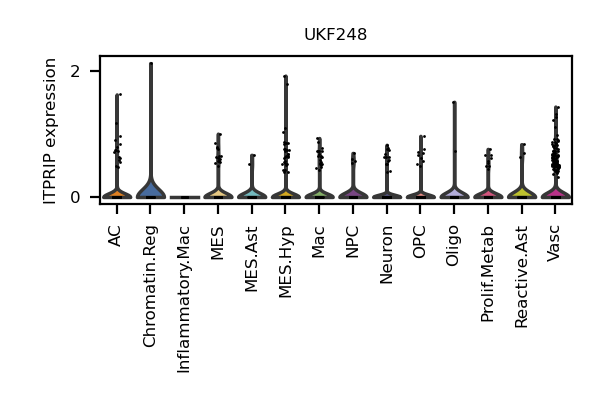 UKF248
ITPRIP expression
2
0
AC
Chromatin.Reg
Inflammatory.Mac
MES
MES.Ast
MES.Hyp
Mac
NPC
Neuron
OPC
Oligo
Prolif.Metab
Reactive.Ast
Vasc